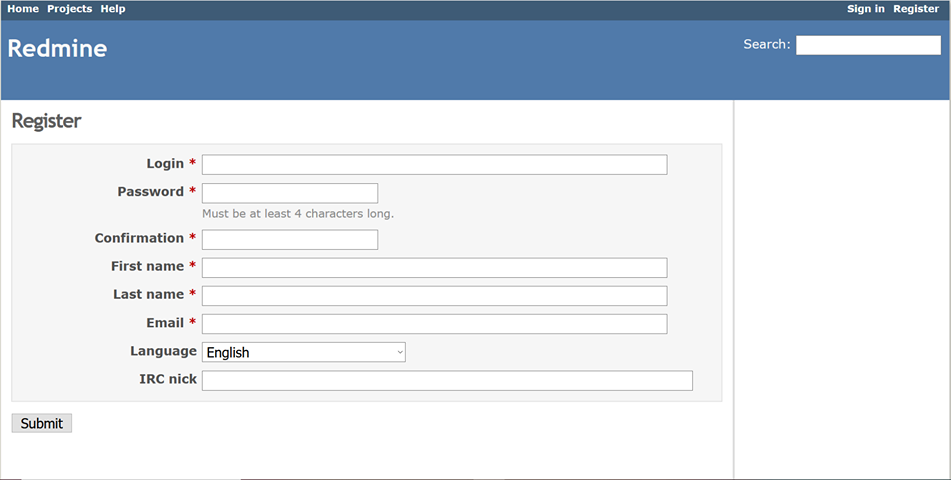 Home Projects Help Sign in Register
Redmine
Search:
Register
Login *
Password *
Must be at least 4 characters long.
Confirmation *
First name *
Last name *
Email *
Language English
IRC nick
Submit